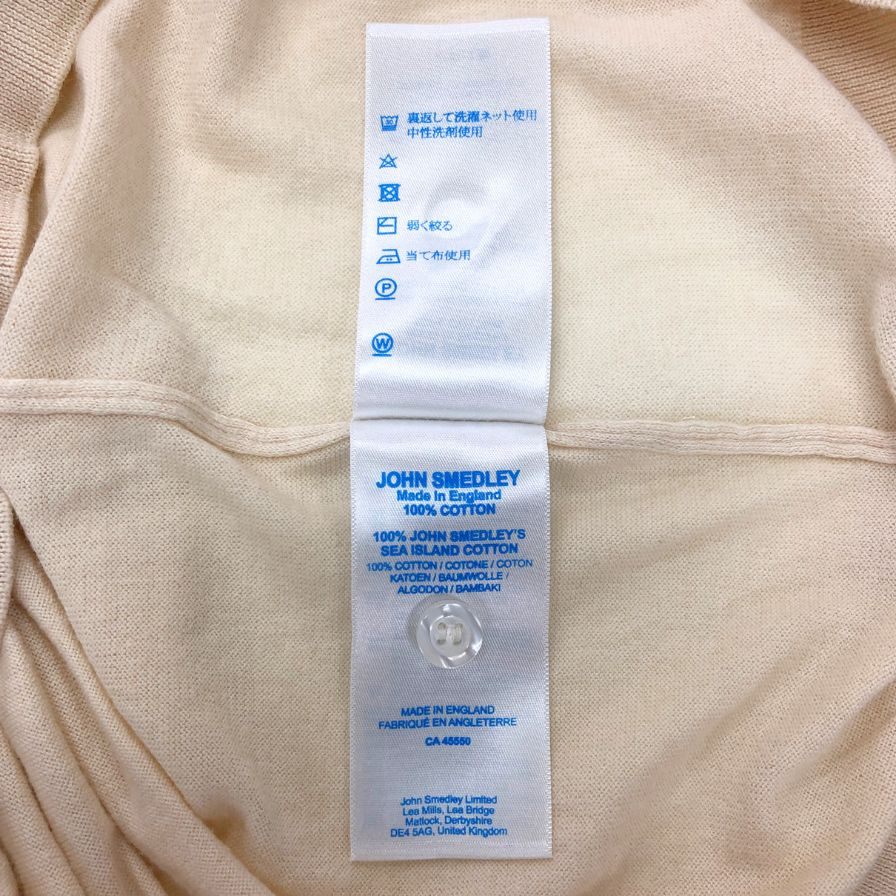 裏返して洗濯ネット使用
中性洗剤使用
弱く絞る
当て布使用
P
W
JOHN SMEDLEY
Made in England
100% COTTON
100% JOHN SMEDLEY'S
SEA ISLAND COTTON
100% COTTON / COTONE / COTON
KATOEN / BAUMWOLLE /
ALGODON / BAMBAKI
MADE IN ENGLAND
FABRIQUÉ EN ANGLETERRE
CA 45550
John Smedley Limited
Lea Mills, Lea Bridge
Matlock, Derbyshire
DE4 5AG, United Kingdom